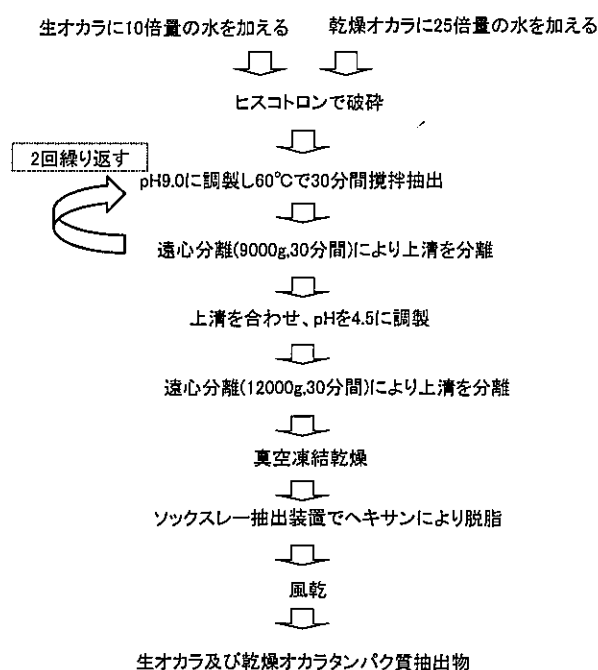 生オカラに10倍量の水を加える
乾燥オカラに25倍量の水を加える
ヒスコトロンで破砕
2回繰り返す
pH9.0に調製し60℃で30分間撹拌抽出
遠心分離(9000g,30分間)により上清を分離
上清を合わせ、pHを4.5に調製
遠心分離(12000g,30分間)により上清を分離
真空凍結乾燥
ソックスレー抽出装置でヘキサンにより脱脂
風乾
生オカラ及び乾燥オカラタンパク質抽出物